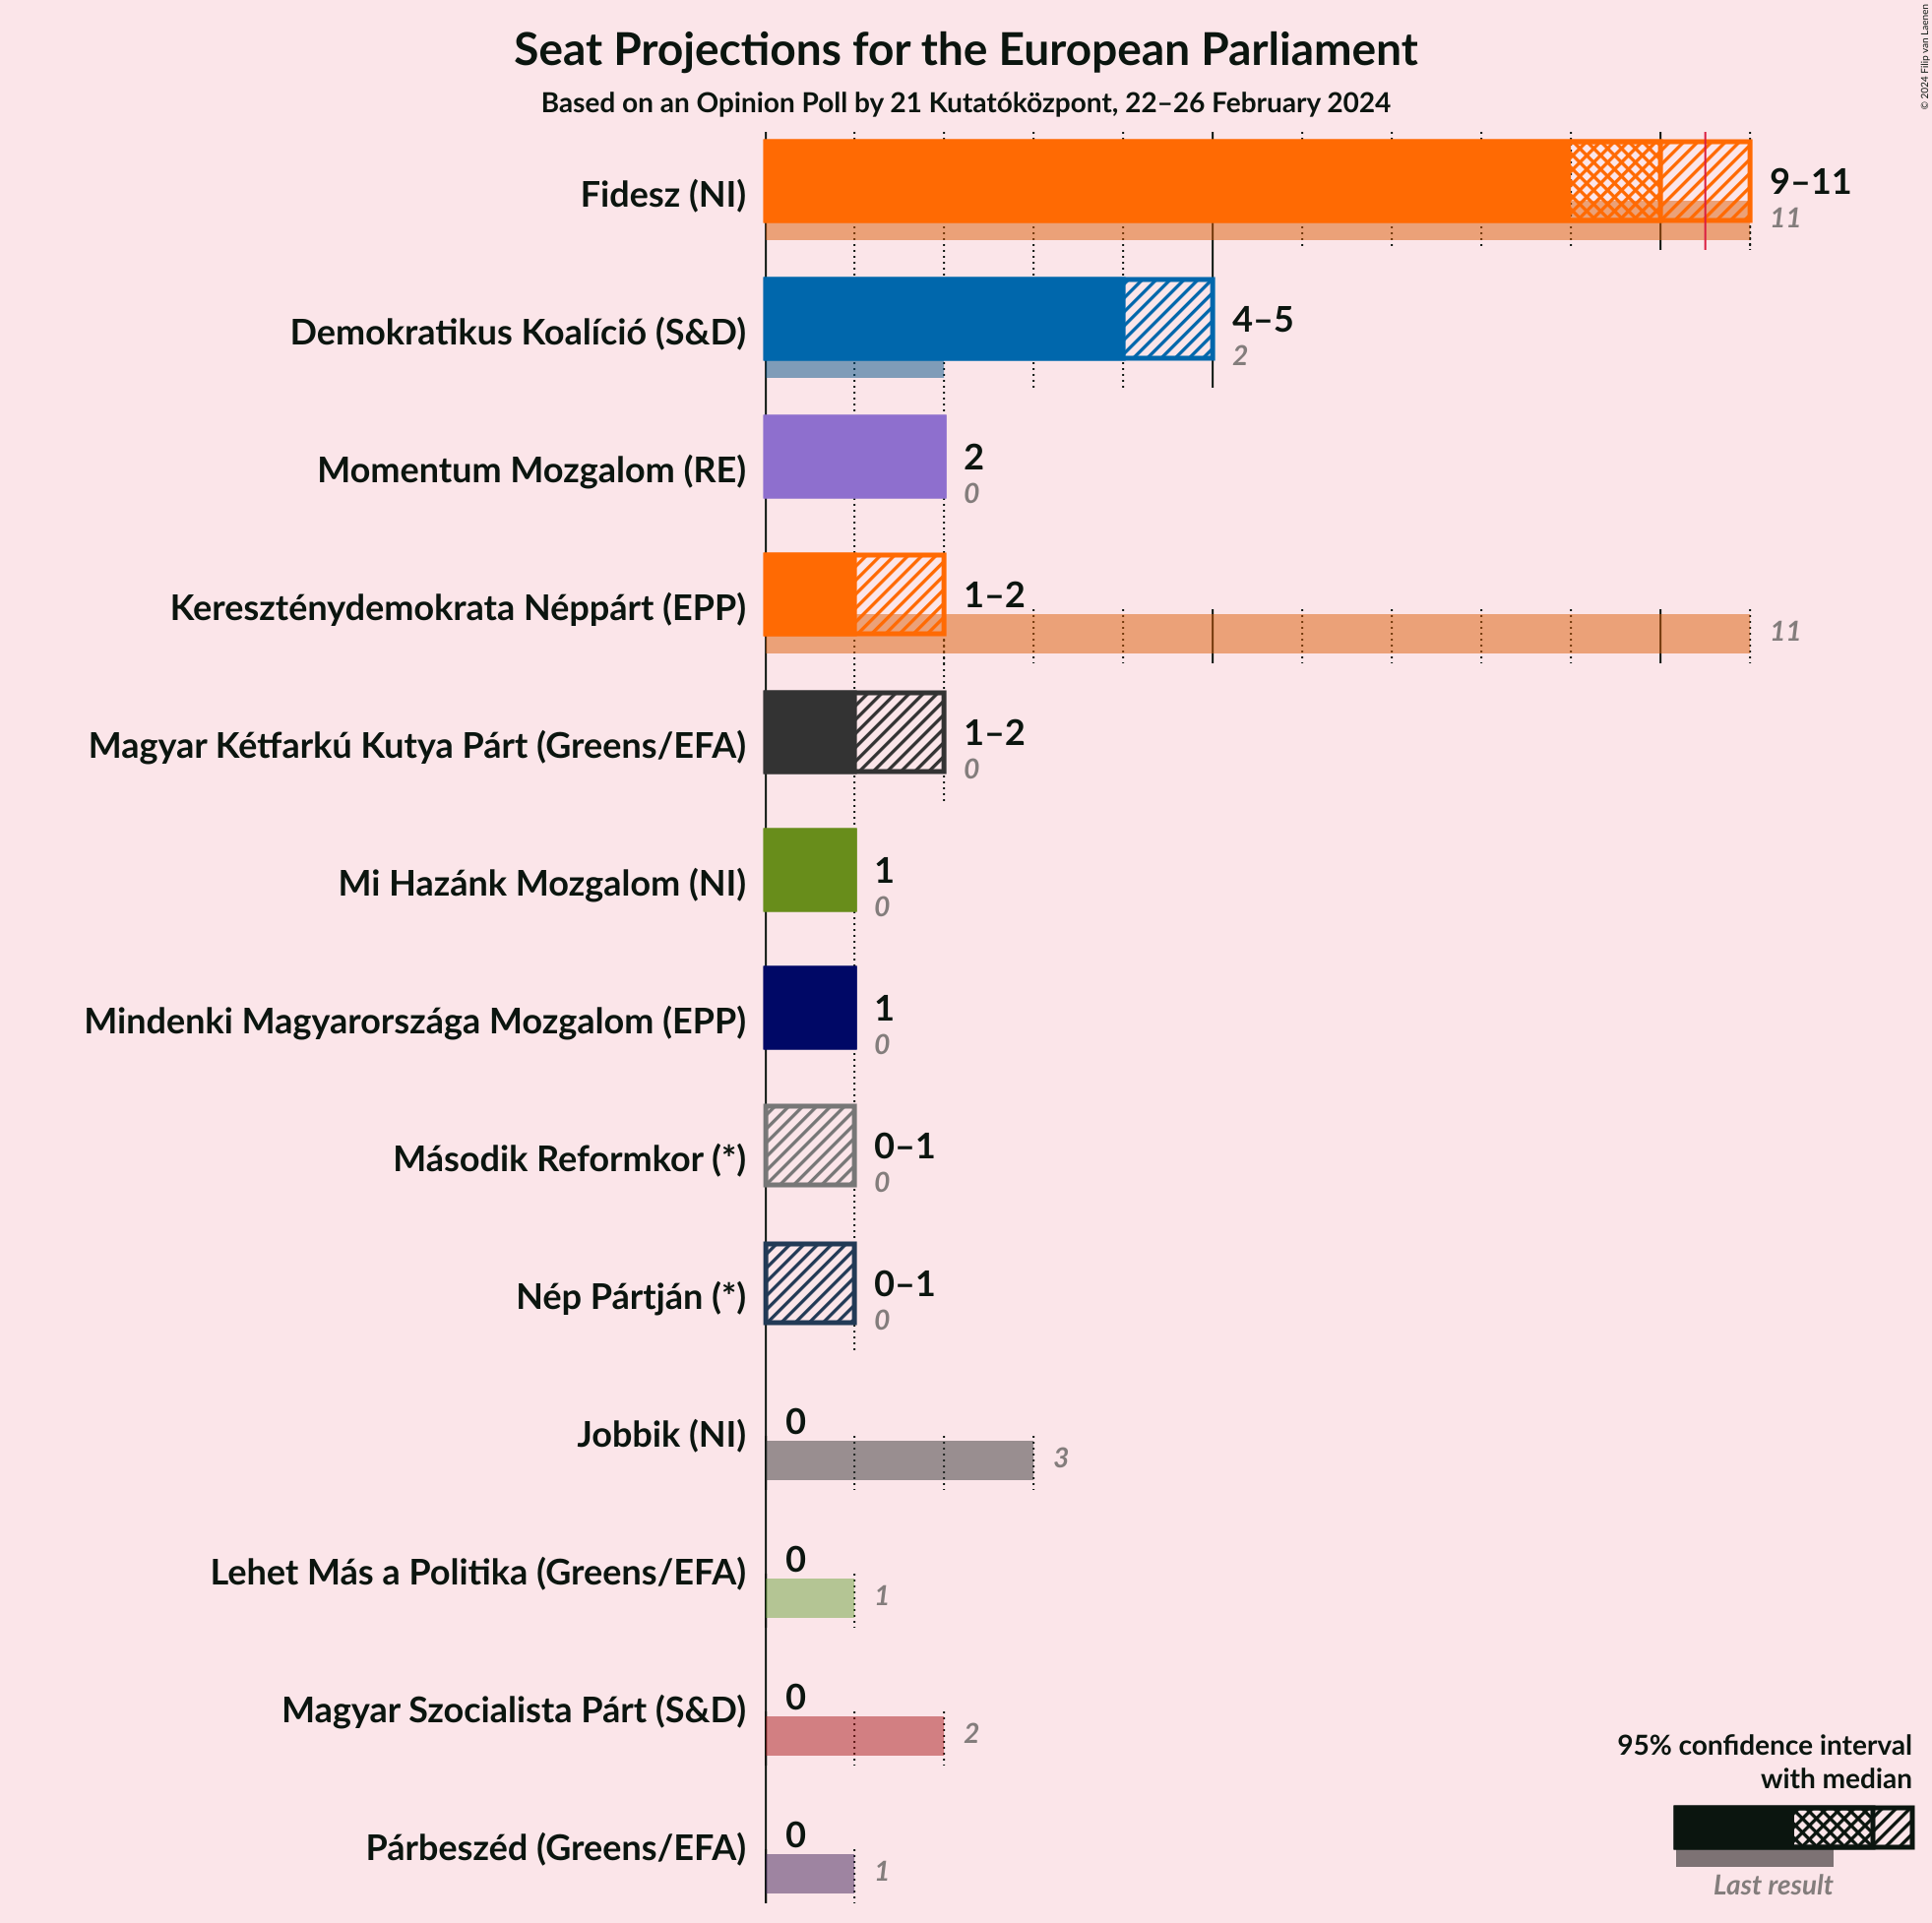 Seat Projections for the European Parliament
Based on an Opinion Poll by 21 Kutatóközpont, 22–26 February 2024
© 2024 Filip van Laenen
Fidesz (NI)
9–11
11
Demokratikus Koalíció (S&D)
4–5
2
Momentum Mozgalom (RE)
2
0
Kereszténydemokrata Néppárt (EPP)
1–2
11
Magyar Kétfarkú Kutya Párt (Greens/EFA)
1–2
0
Mi Hazánk Mozgalom (NI)
1
0
Mindenki Magyarországa Mozgalom (EPP)
1
0
Második Reformkor (*)
0–1
0
Nép Pártján (*)
0–1
0
Jobbik (NI)
0
3
Lehet Más a Politika (Greens/EFA)
0
1
Magyar Szocialista Párt (S&D)
0
2
Párbeszéd (Greens/EFA)
0
1
95% confidence interval
with median
Last result